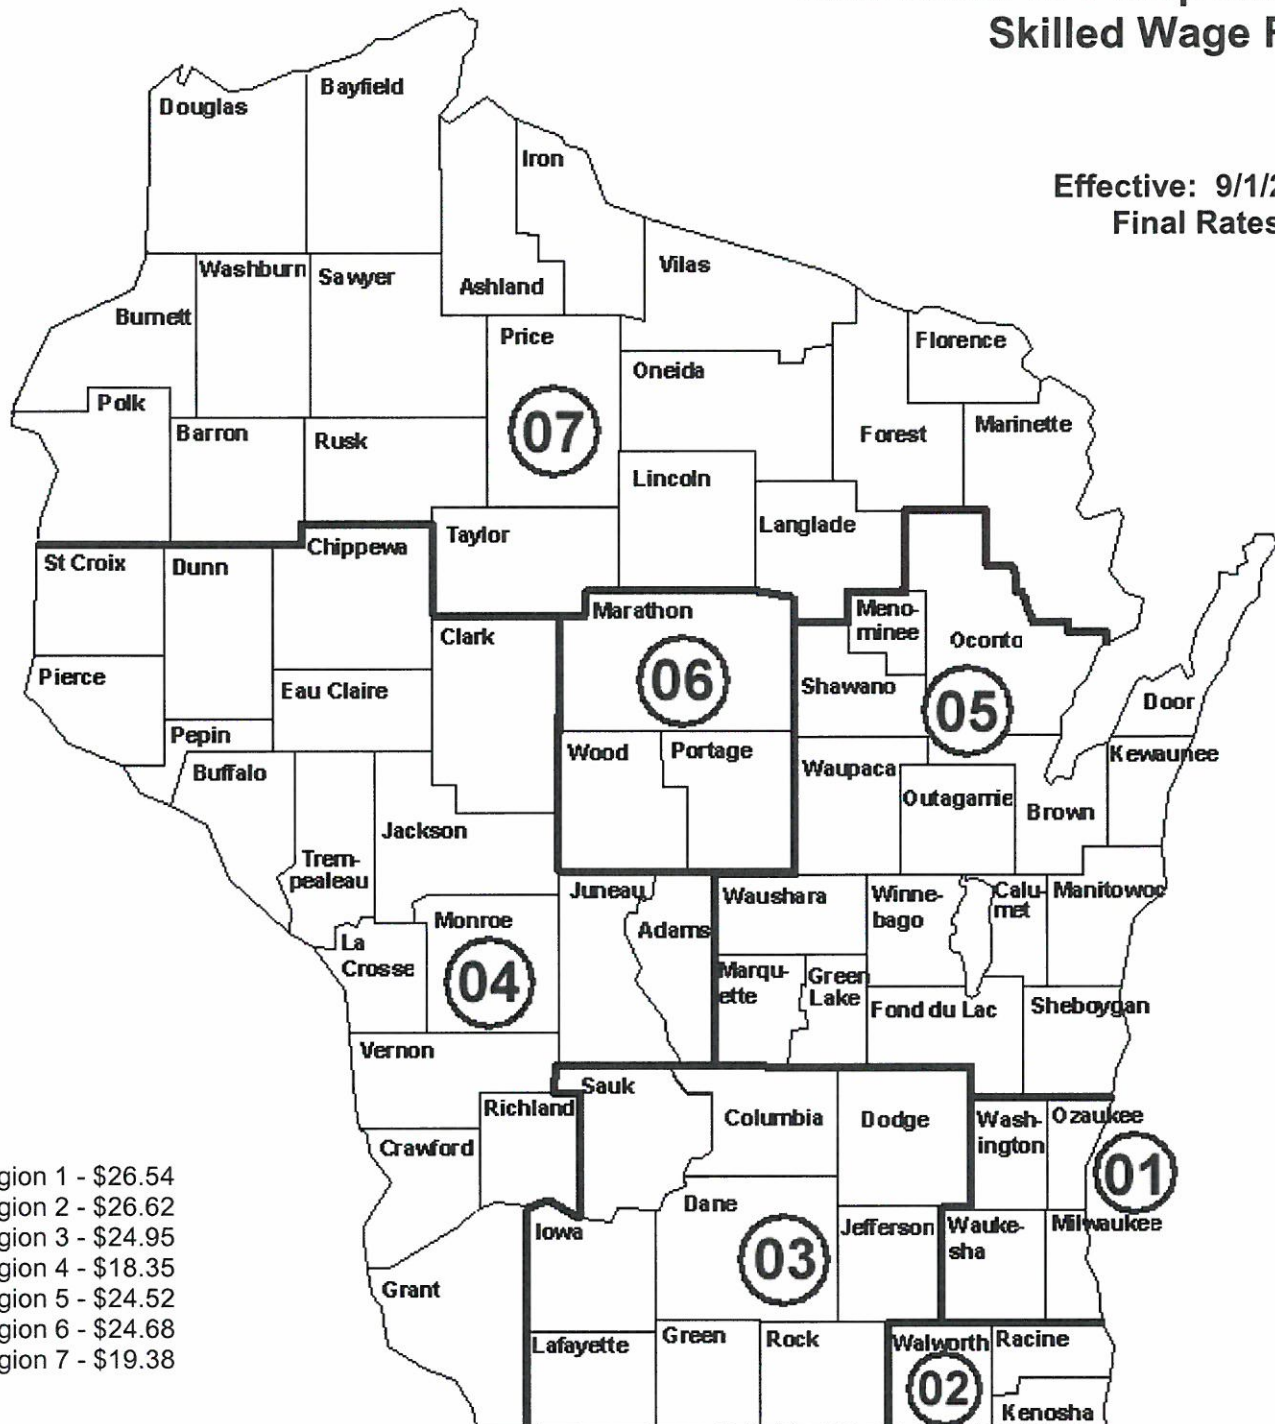 Skilled Wage
Effective: 9/1/2
Final Rates
Douglas
Bayfield
Iron
Washburn
Sawyer
Ashland
Vilas
Burnett
Price
Florence
Oneida
Polk
07
Barron
Rusk
Forest
Marinette
Lincoln
Langlade
Taylor
Chippewa
St Croix
Dunn
Marathon
Meno-
minee
Clark
Oconto
06
Pierce
Eau Claire
Shawano
05
Door
Pepin
Wood
Portage
Kewaunee
Buffalo
Waupaca
Outagamie
Brown
Jackson
Trem-
pealeau
Juneau
Waushara
Winne-
bago
Calu-
met
Manitowoc
Monroe
Adams
La
Crosse
04
Marqu-
ette
Green
Lake
Fond du Lac
Sheboygan
Vernon
Sauk
Richland
Columbia
Dodge
Wash-
ington
Ozaukee
Crawford
01
gion 1 - $26.54
gion 2 - $26.62
gion 3 - $24.95
gion 4 - $18.35
gion 5 - $24.52
gion 6 - $24.68
gion 7 - $19.38
Dane
Iowa
Jefferson
Wauke-
sha
Milwaukee
03
Grant
Lafayette
Green
Rock
Walworth
Racine
02
Kenosha